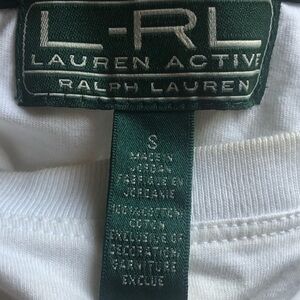 L-RL
LAUREN ACTIVE
RALPH LAUREN
S
MADE IN
JORDAN
FABRIQUE EN
JORDANIE
100% COTTON
COTON
EXCLUSIVE OF
DECORATION
GARNITURE
EXCLUE